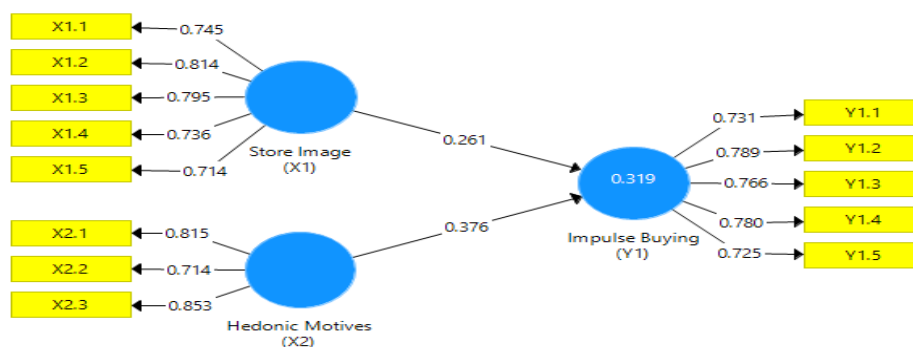 X1.1
0.745
X1.2
0.814
X1.3
0.795
X1.4
0.736
X1.5
0.714
Store Image
(X1)
0.261
X2.1
0.815
X2.2
0.714
X2.3
0.853
Hedonic Motives
(X2)
0.376
0.319
Impulse Buying
(Y1)
0.731
Y1.1
0.789
Y1.2
0.766
Y1.3
0.780
Y1.4
0.725
Y1.5